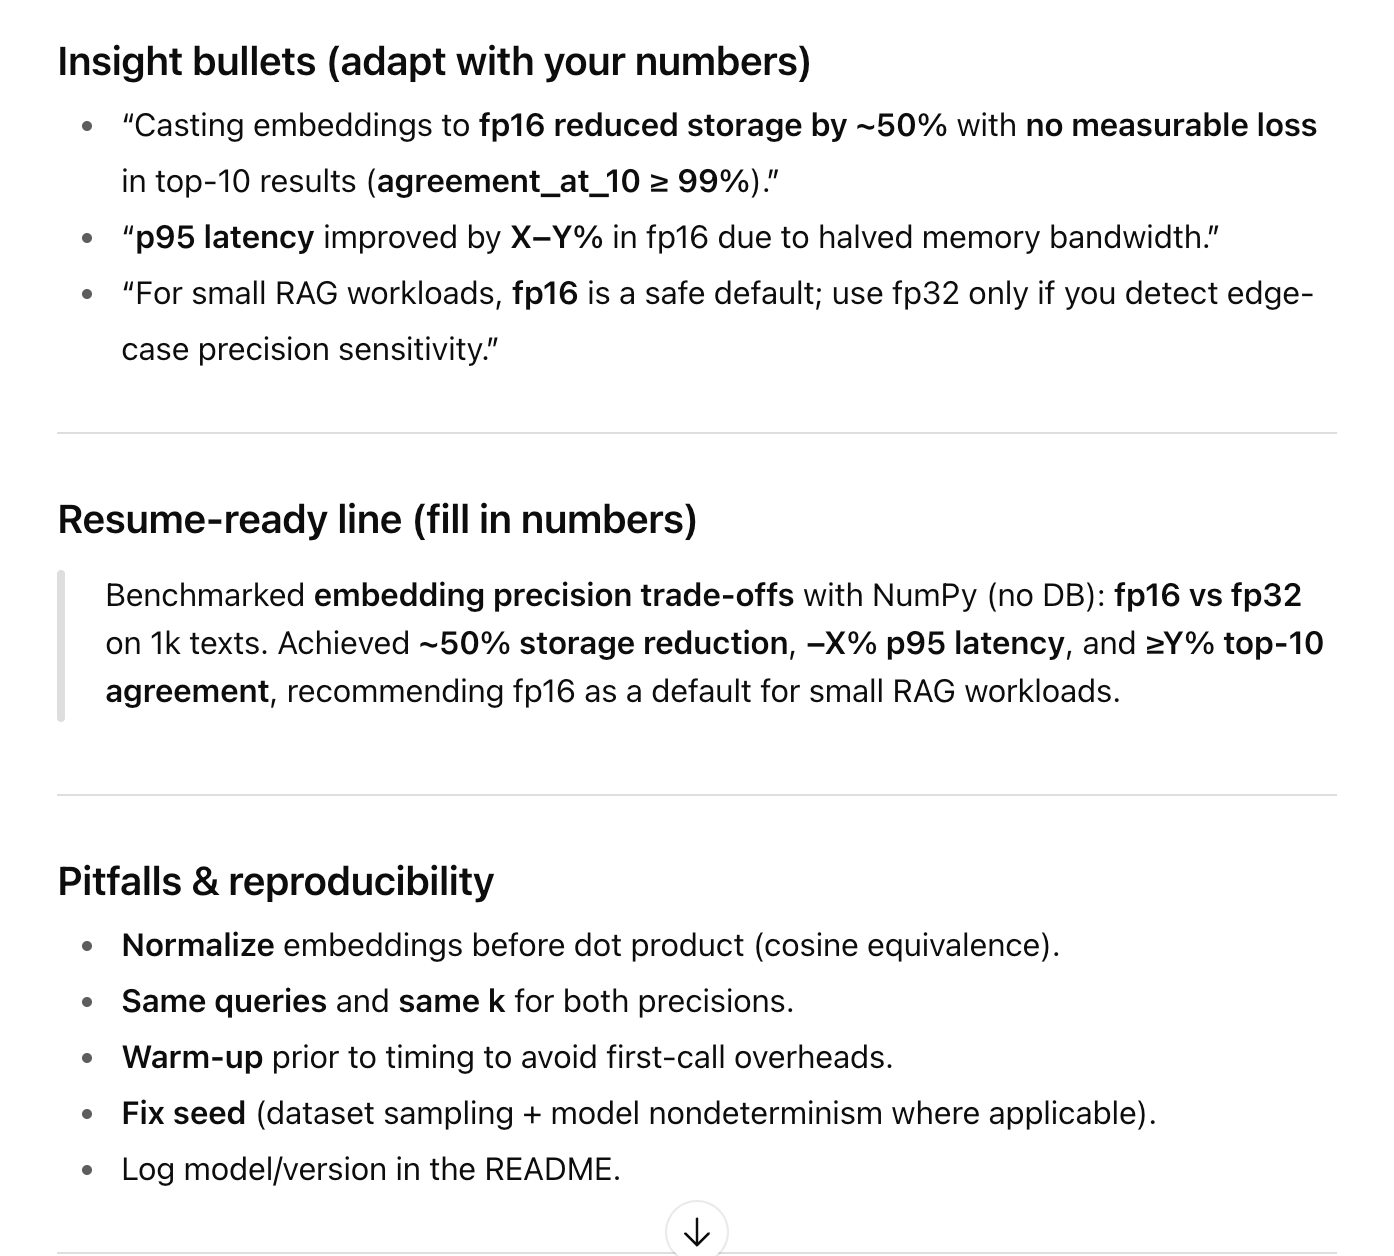 Insight bullets (adapt with your numbers)
“Casting embeddings to fp16 reduced storage by ~50% with no measurable loss
in top-10 results (agreement_at_10 ≥ 99%).”
“p95 latency improved by X–Y% in fp16 due to halved memory bandwidth.”
“For small RAG workloads, fp16 is a safe default; use fp32 only if you detect edge-
case precision sensitivity.”
Resume-ready line (fill in numbers)
Benchmarked embedding precision trade-offs with NumPy (no DB): fp16 vs fp32
on 1k texts. Achieved ~50% storage reduction, –X% p95 latency, and ≥Y% top-10
agreement, recommending fp16 as a default for small RAG workloads.
Pitfalls & reproducibility
Normalize embeddings before dot product (cosine equivalence).
Same queries and same k for both precisions.
Warm-up prior to timing to avoid first-call overheads.
Fix seed (dataset sampling + model nondeterminism where applicable).
Log model/version in the README.